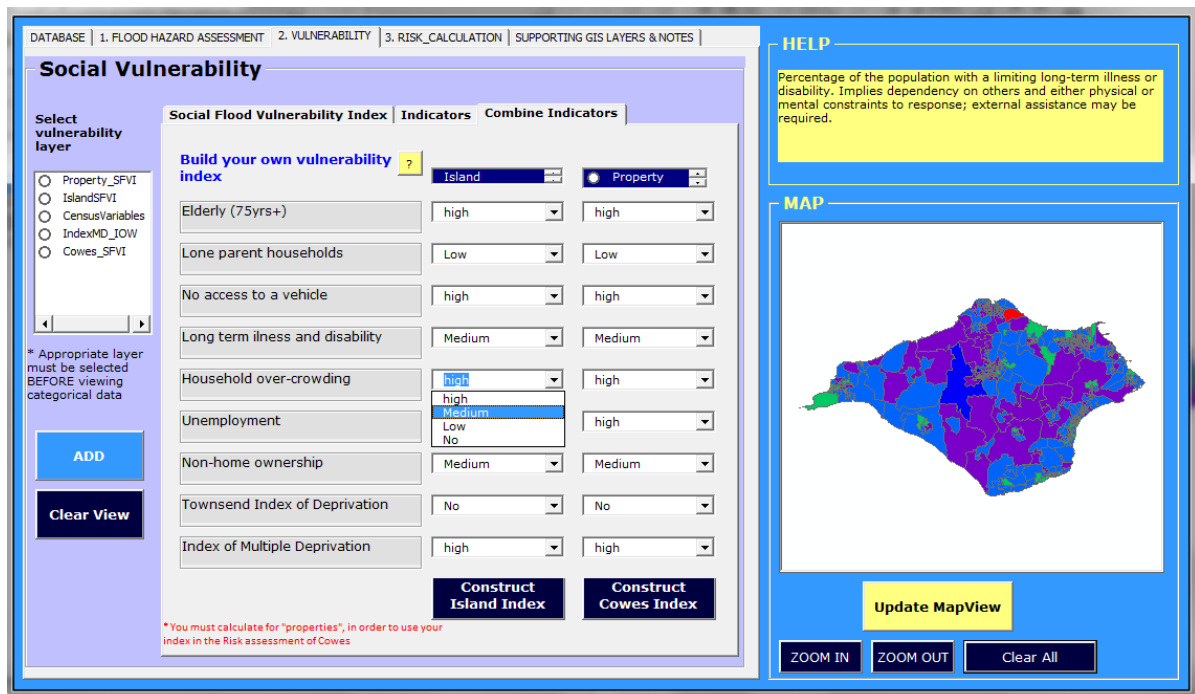 DATABASE
1. FLOOD HAZARD ASSESSMENT
2. VULNERABILITY
3. RISK_CALCULATION
SUPPORTING GIS LAYERS & NOTES
Social Vulnerability
Select
vulnerability
layer
Property_SFVI
IslandSFVI
CensusVariables
IndexMD_IOW
Cowes_SFVI
* Appropriate layer
must be selected
BEFORE viewing
categorical data
ADD
Clear View
Social Flood Vulnerability Index
Indicators
Combine Indicators
Build your own vulnerability
index
?
Island
Property
Elderly (75yrs+)
high
high
Lone parent households
Low
Low
No access to a vehicle
high
high
Long term ilness and disability
Medium
Medium
Household over-crowding
high
high
high
Medium
Low
No
Unemployment
high
Non-home ownership
Medium
Medium
Townsend Index of Deprivation
No
No
Index of Multiple Deprivation
high
high
Construct
Island Index
Construct
Cowes Index
*You must calculate for "properties", in order to use your
index in the Risk assessment of Cowes
HELP
Percentage of the population with a limiting long-term illness or
disability. Implies dependency on others and either physical or
mental constraints to response; external assistance may be
required.
MAP
Update MapView
ZOOM IN
ZOOM OUT
Clear All